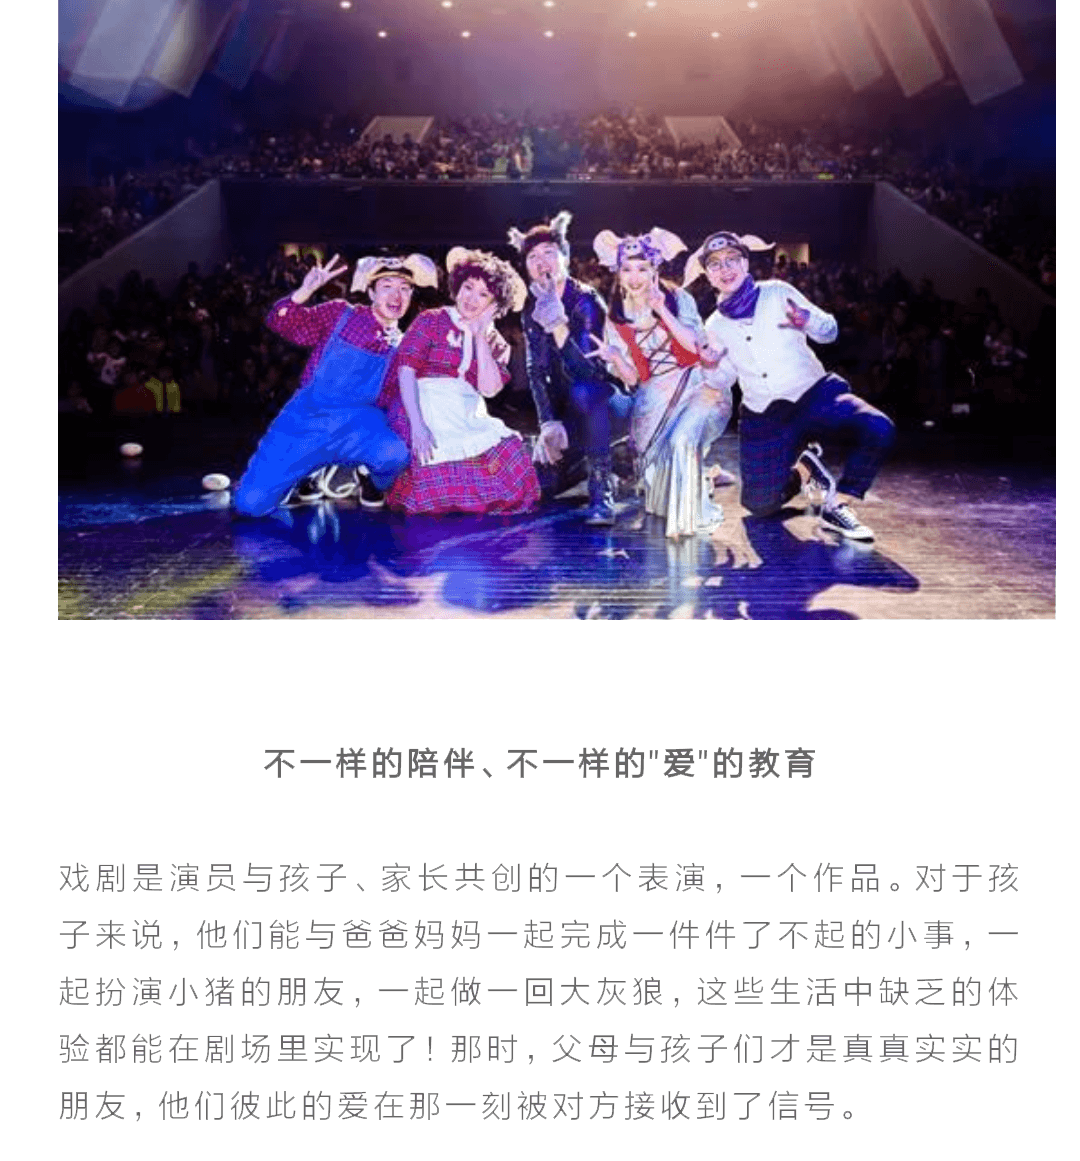 不一样的陪伴、不一样的"爱"的教育
戏剧是演员与孩子、家长共创的一个表演，一个作品。对于孩
子来说，他们能与爸爸妈妈一起完成一件件了不起的小事，一
起扮演小猪的朋友，一起做一回大灰狼，这些生活中缺乏的体
验都能在剧场里实现了！那时，父母与孩子们才是真真实实的
朋友，他们彼此的爱在那一刻被对方接收到了信号。